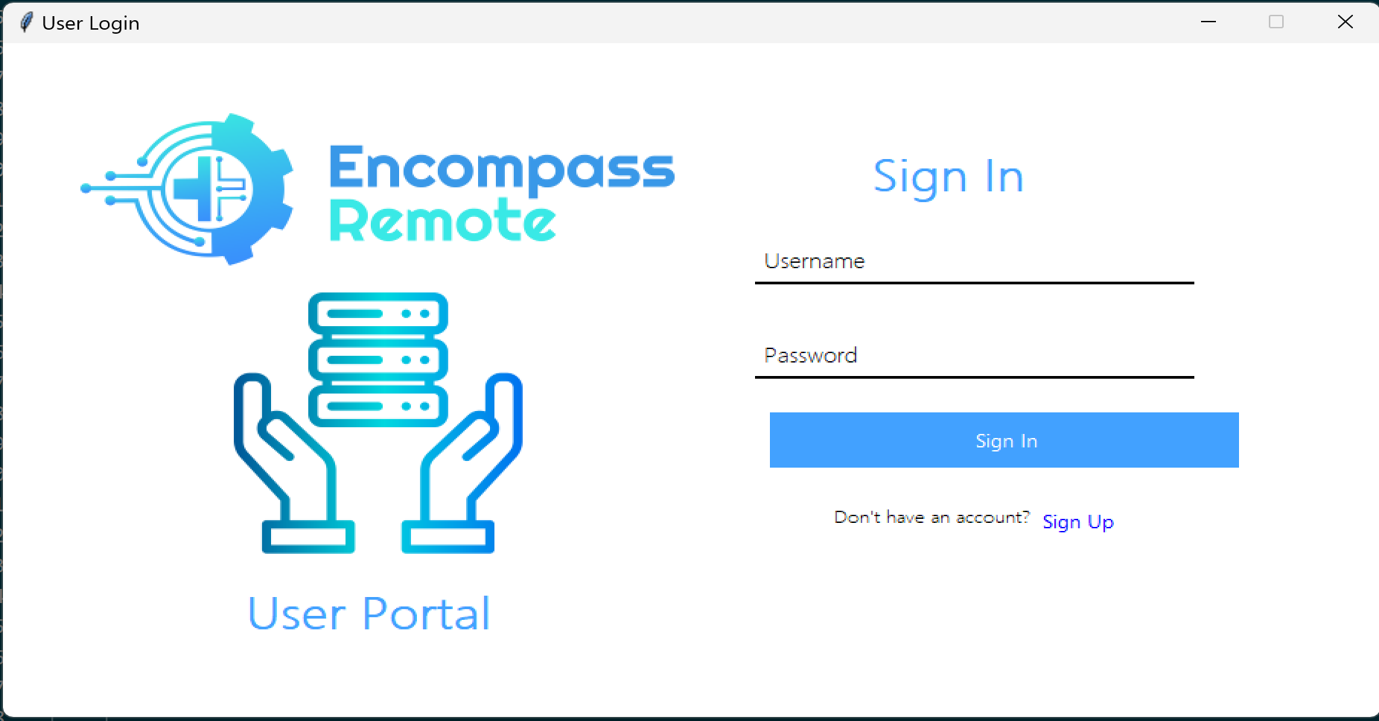 User Login
Encompass
Remote
User Portal
Sign In
Username
Password
Sign In
Don't have an account? Sign Up